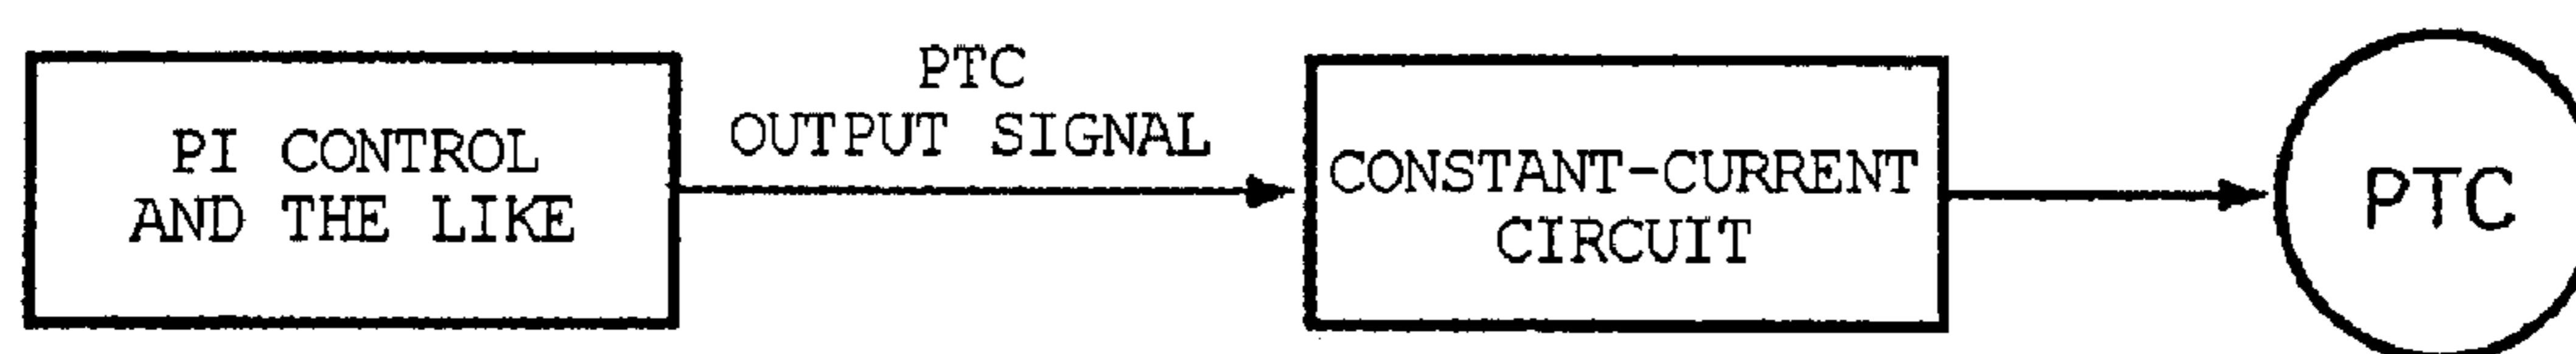 PI CONTROL
AND THE LIKE
PTC
OUTPUT SIGNAL
CONSTANT-CURRENT
CIRCUIT
PTC